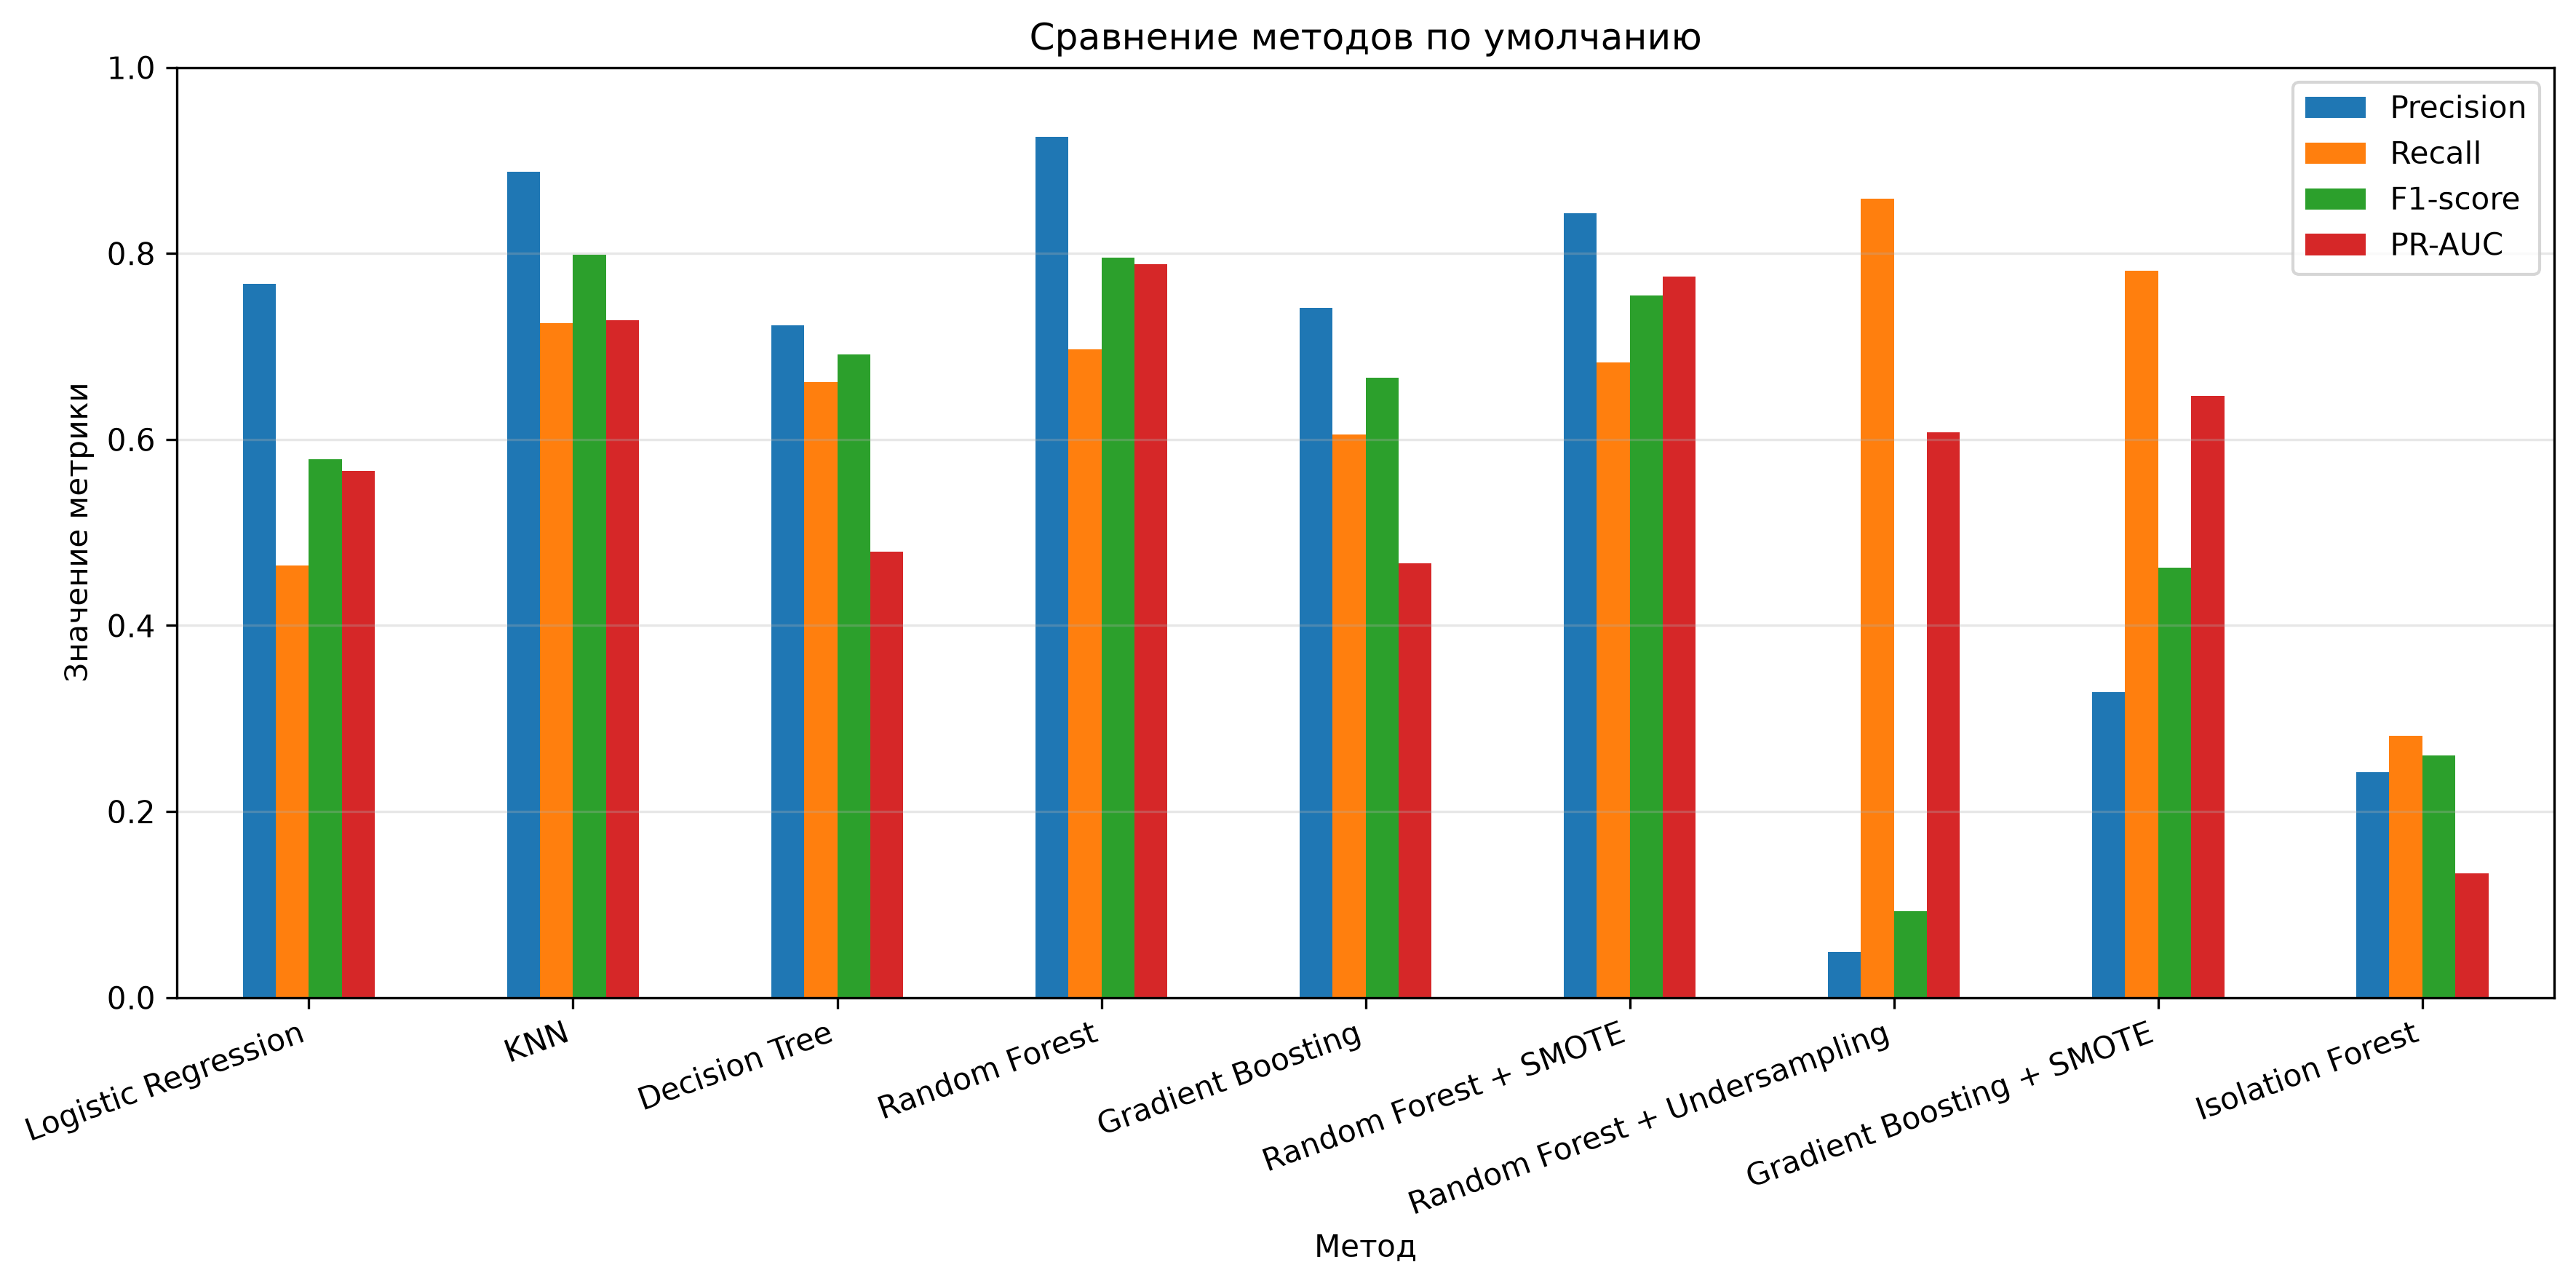 Сравнение методов по умолчанию
1.0
0.8
0.6
0.4
0.2
0.0
Значение метрики
Precision
Recall
F1-score
PR-AUC
Logistic Regression
KNN
Decision Tree
Random Forest
Gradient Boosting
Random Forest + SMOTE
Random Forest + Undersampling
Gradient Boosting + SMOTE
Isolation Forest
Метод